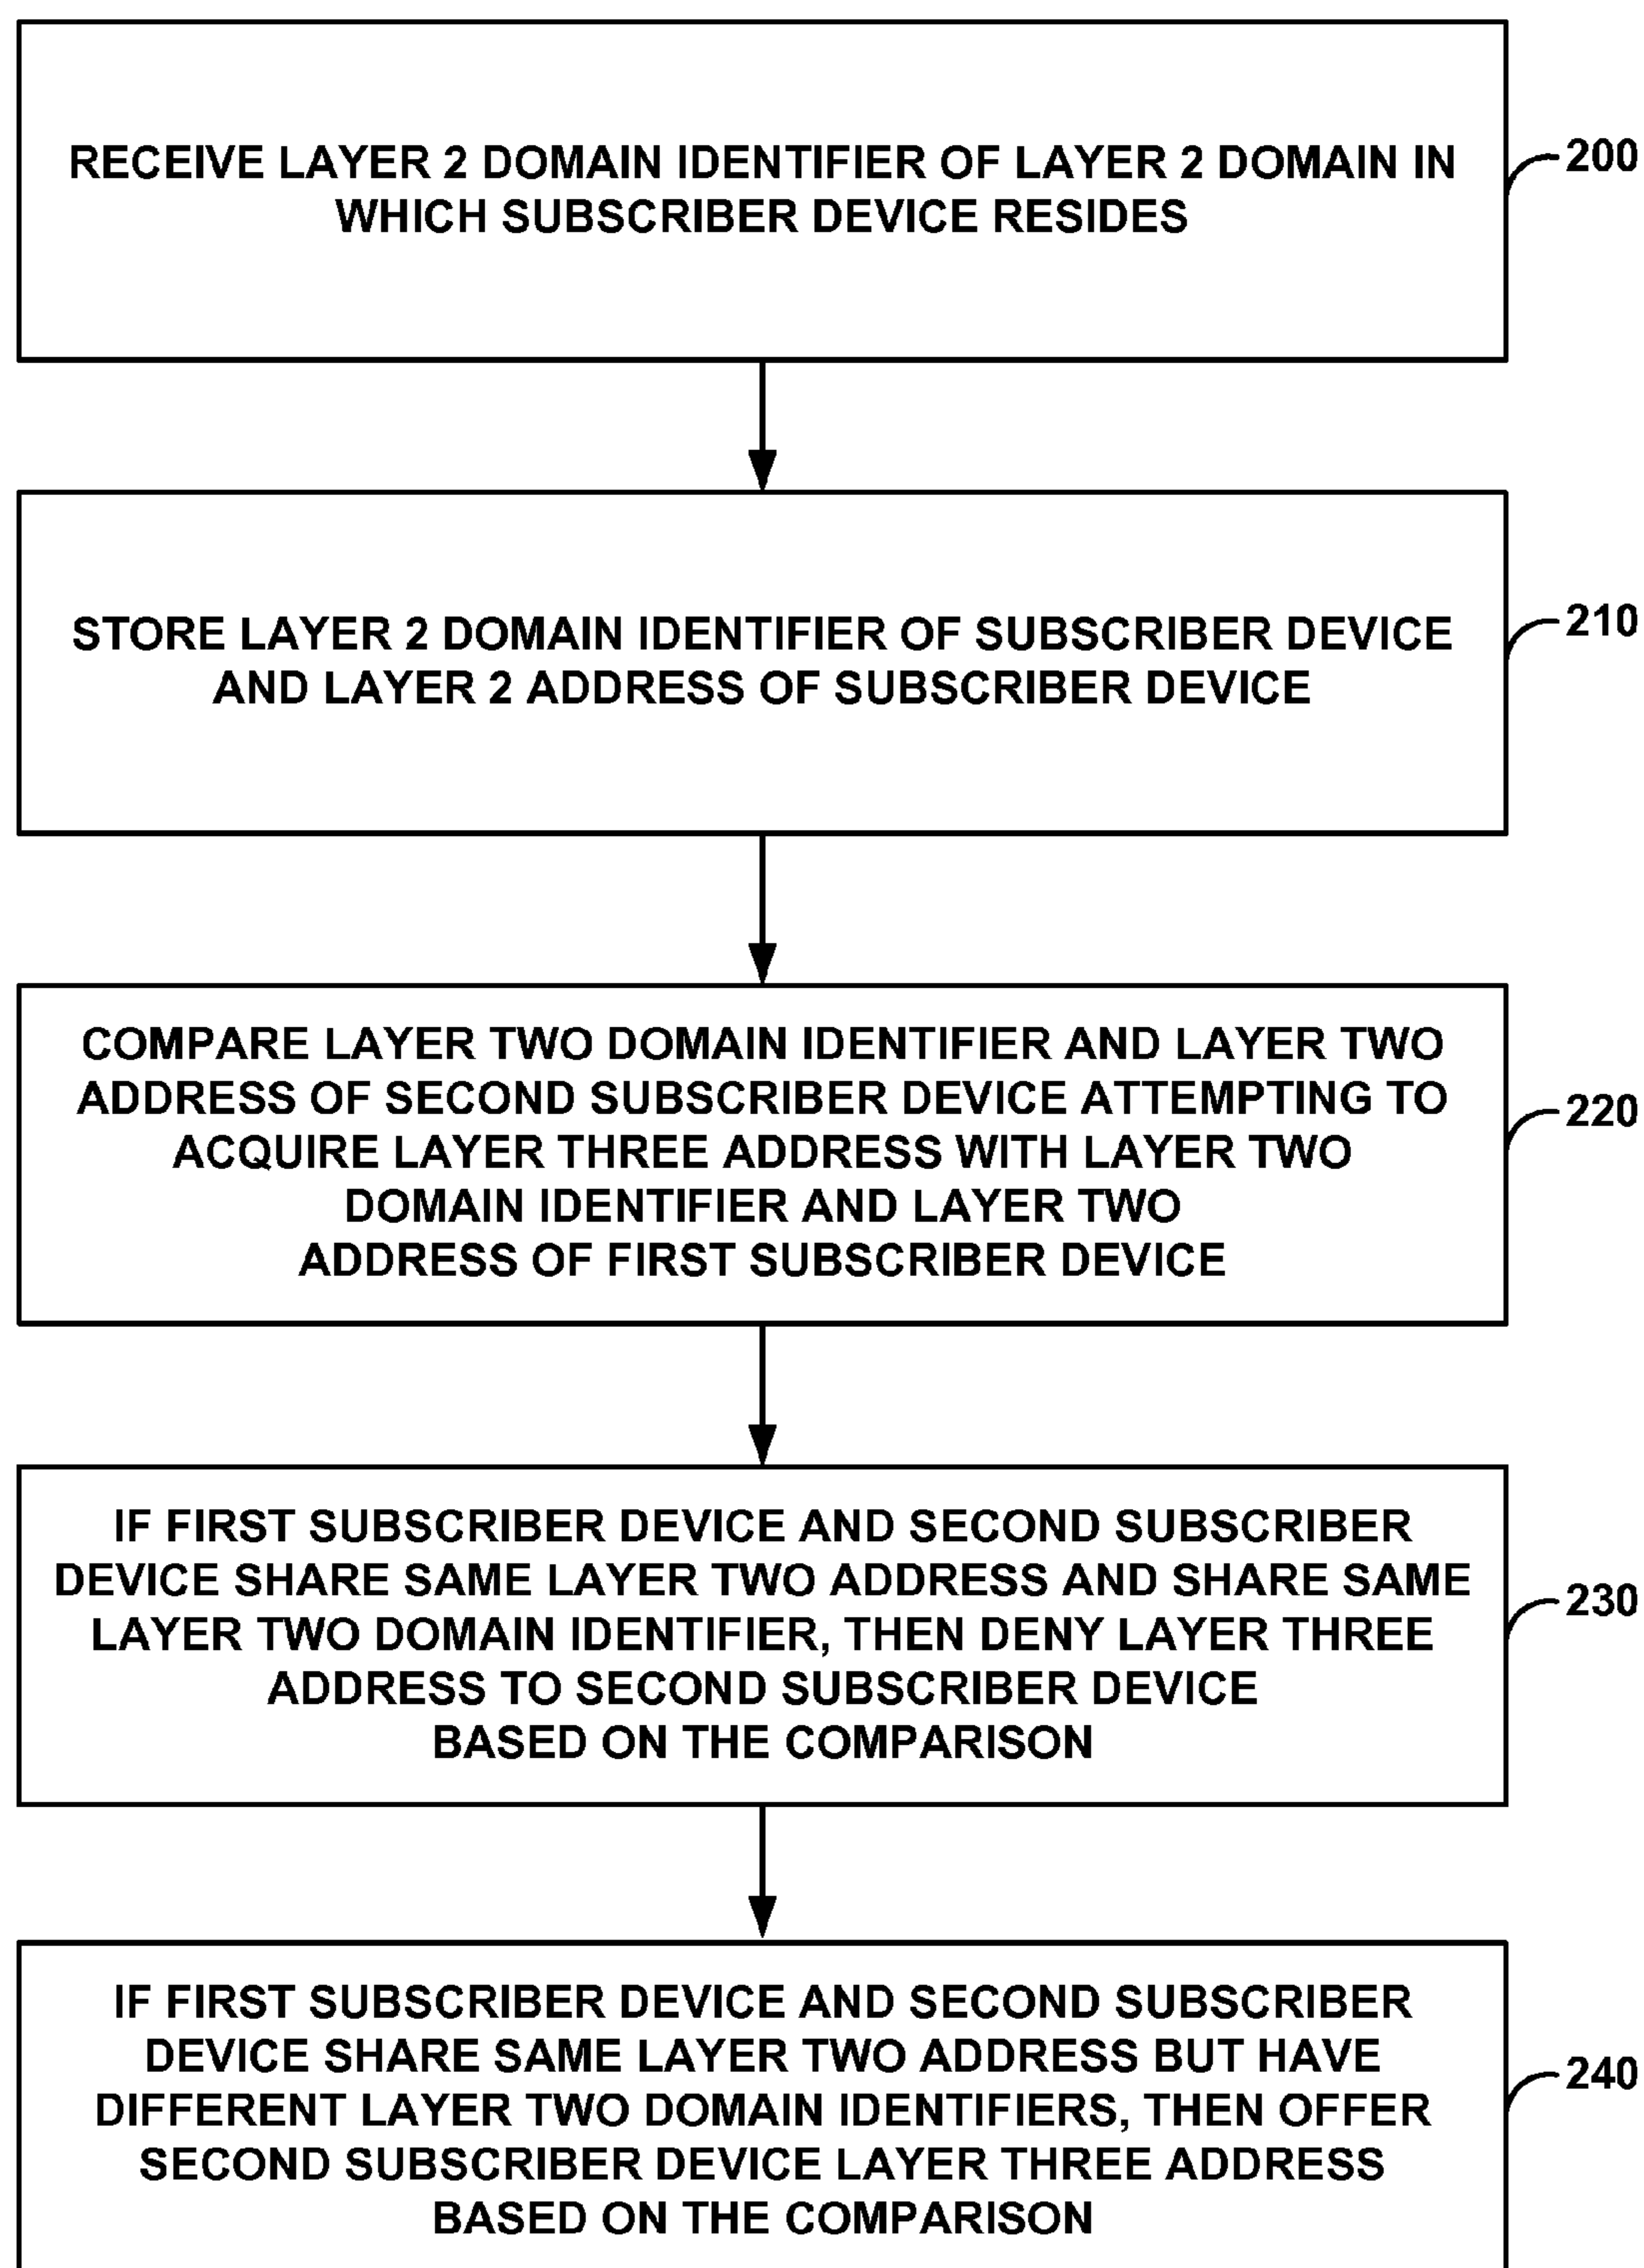 RECEIVE LAYER 2 DOMAIN IDENTIFIER OF LAYER 2 DOMAIN IN
WHICH SUBSCRIBER DEVICE RESIDES
200
STORE LAYER 2 DOMAIN IDENTIFIER OF SUBSCRIBER DEVICE
AND LAYER 2 ADDRESS OF SUBSCRIBER DEVICE
210
COMPARE LAYER TWO DOMAIN IDENTIFIER AND LAYER TWO
ADDRESS OF SECOND SUBSCRIBER DEVICE ATTEMPTING TO
ACQUIRE LAYER THREE ADDRESS WITH LAYER TWO
DOMAIN IDENTIFIER AND LAYER TWO
ADDRESS OF FIRST SUBSCRIBER DEVICE
220
IF FIRST SUBSCRIBER DEVICE AND SECOND SUBSCRIBER
DEVICE SHARE SAME LAYER TWO ADDRESS AND SHARE SAME
LAYER TWO DOMAIN IDENTIFIER, THEN DENY LAYER THREE
ADDRESS TO SECOND SUBSCRIBER DEVICE
BASED ON THE COMPARISON
230
IF FIRST SUBSCRIBER DEVICE AND SECOND SUBSCRIBER
DEVICE SHARE SAME LAYER TWO ADDRESS BUT HAVE
DIFFERENT LAYER TWO DOMAIN IDENTIFIERS, THEN OFFER
SECOND SUBSCRIBER DEVICE LAYER THREE ADDRESS
BASED ON THE COMPARISON
240